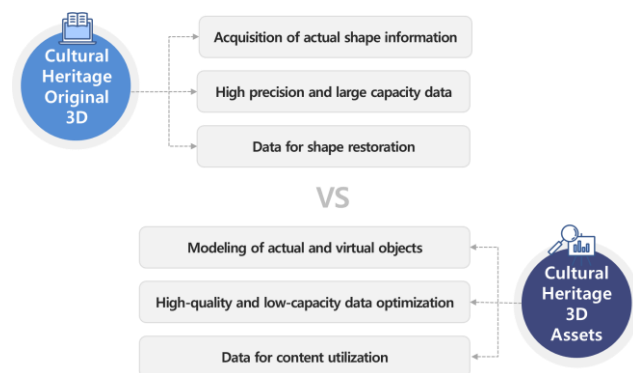 Cultural
Heritage
Original
3D
Acquisition of actual shape information
High precision and large capacity data
Data for shape restoration
VS
Modeling of actual and virtual objects
High-quality and low-capacity data optimization
Data for content utilization
Cultural
Heritage
3D
Assets